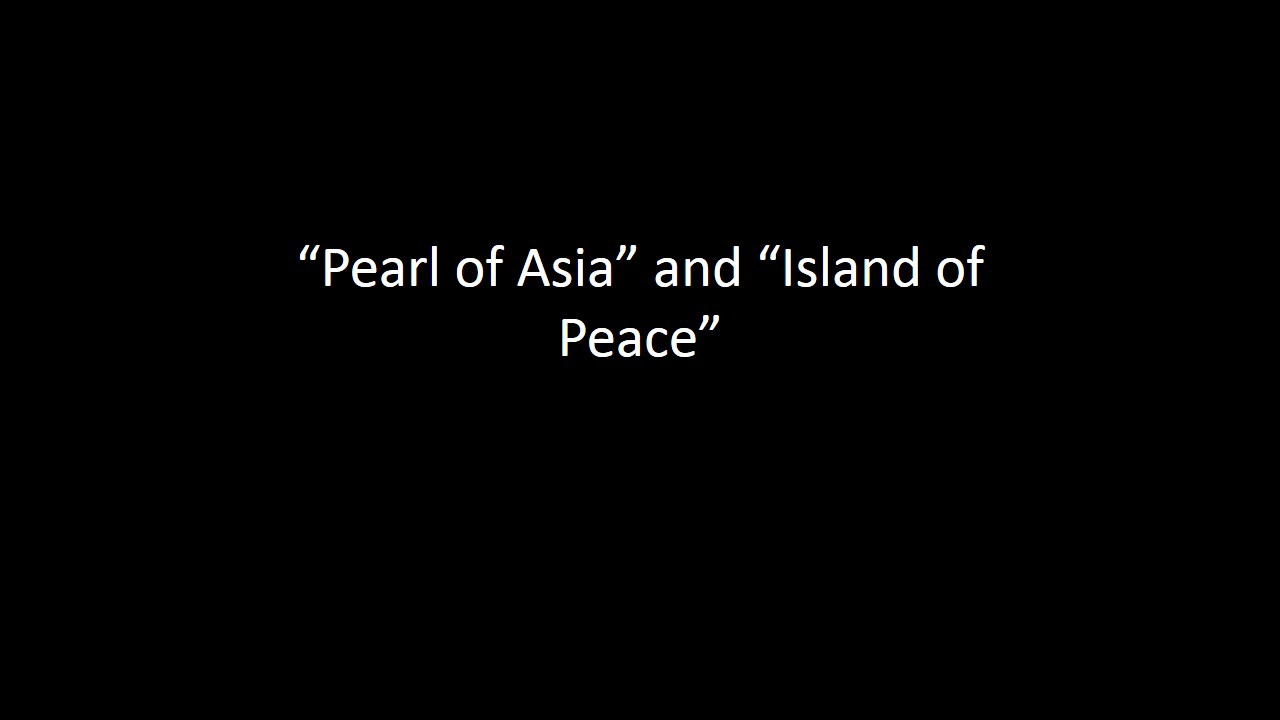 “Pearl of Asia” and “Island of
Peace”